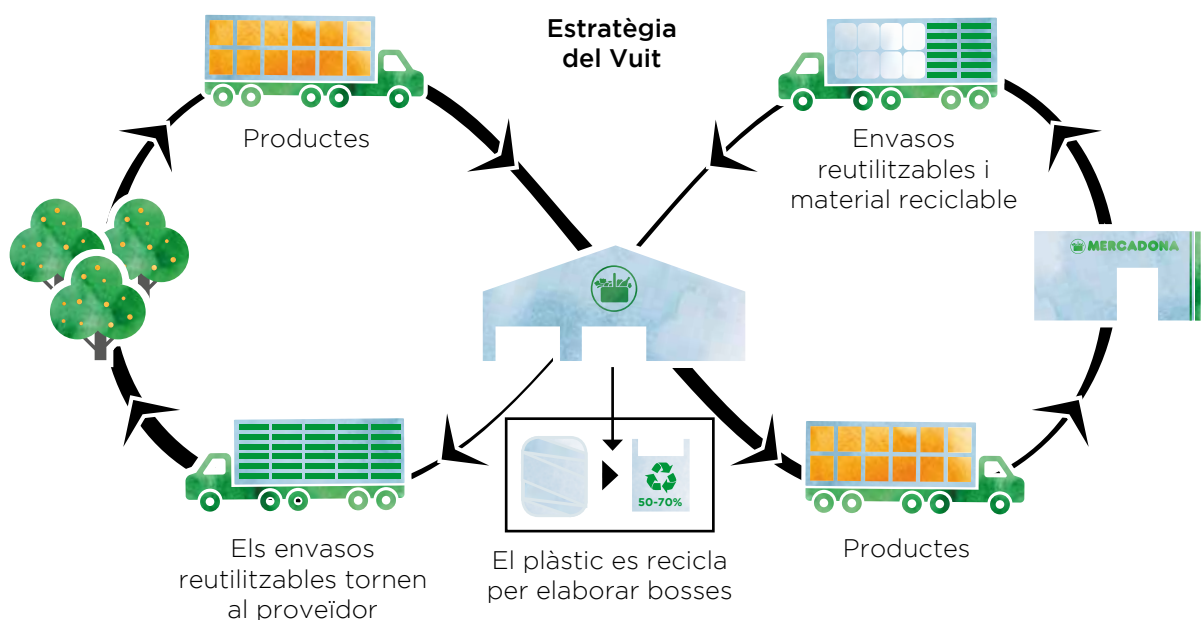 Estratègia
del Vuit
Productes
Envasos
reutilitzables i
material reciclable
MERCADONA
50-70%
Els envasos
reutilitzables tornen
al proveïdor
El plàstic es recicla
per elaborar bosses
Productes